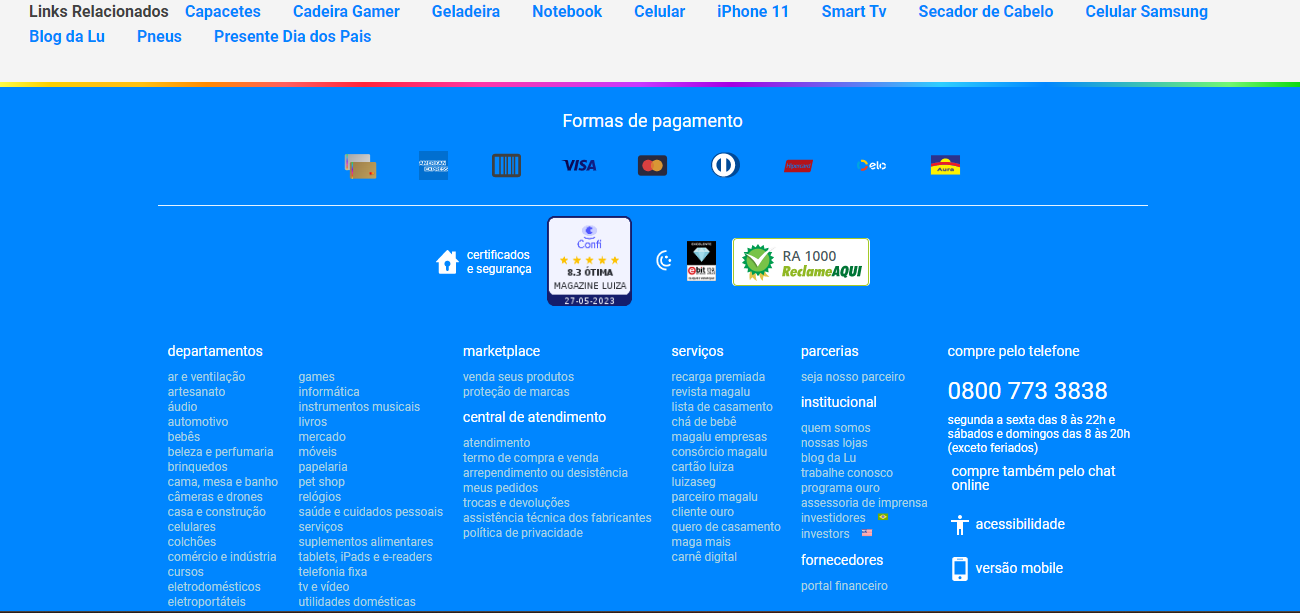 Links Relacionados Capacetes Cadeira Gamer Geladeira Notebook Celular iPhone 11 Smart Tv Secador de Cabelo Celular Samsung
Blog da Lu Pneus Presente Dia dos Pais
Formas de pagamento
AMERICAN EXPRESS VISA Hipercard elo Aura
certificados
e segurança
Confi
8.3 ÓTIMA
MAGAZINE LUIZA
27-05-2023
ebit
RA 1000
ReclameAQUI
departamentos
ar e ventilação
artesanato
áudio
automotivo
bebês
beleza e perfumaria
brinquedos
cama, mesa e banho
câmeras e drones
casa e construção
celulares
colchões
comércio e indústria
cursos
eletrodomésticos
eletroportáteis
games
informática
instrumentos musicais
livros
mercado
móveis
papelaria
pet shop
relógios
saúde e cuidados pessoais
serviços
suplementos alimentares
tablets, iPads e e-readers
telefonia fixa
tv e vídeo
utilidades domésticas
marketplace
venda seus produtos
proteção de marcas
central de atendimento
atendimento
termo de compra e venda
arrependimento ou desistência
meus pedidos
trocas e devoluções
assistência técnica dos fabricantes
política de privacidade
serviços
recarga premiada
revista magalu
lista de casamento
chá de bebê
magalu empresas
consórcio magalu
cartão luiza
luizaseg
parceiro magalu
cliente ouro
quero de casamento
maga mais
carnê digital
parcerias
seja nosso parceiro
institucional
quem somos
nossas lojas
blog da Lu
trabalhe conosco
programa ouro
assessoria de imprensa
investidores
investors
fornecedores
portal financeiro
compre pelo telefone
0800 773 3838
segunda a sexta das 8 às 22h e
sábados e domingos das 8 às 20h
(exceto feriados)
compre também pelo chat
online
acessibilidade
versão mobile